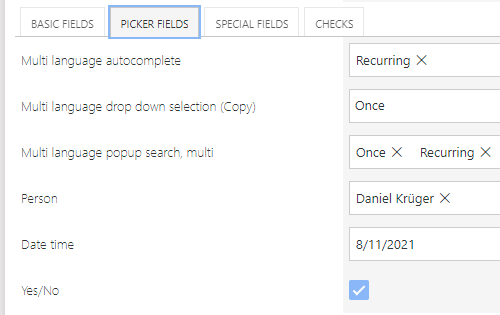 BASIC FIELDS PICKER FIELDS SPECIAL FIELDS CHECKS
Multi language autocomplete Recurring
Multi language drop down selection (Copy) Once
Multi language popup search, multi Once Recurring
Person Daniel Krüger
Date time 8/11/2021
Yes/No